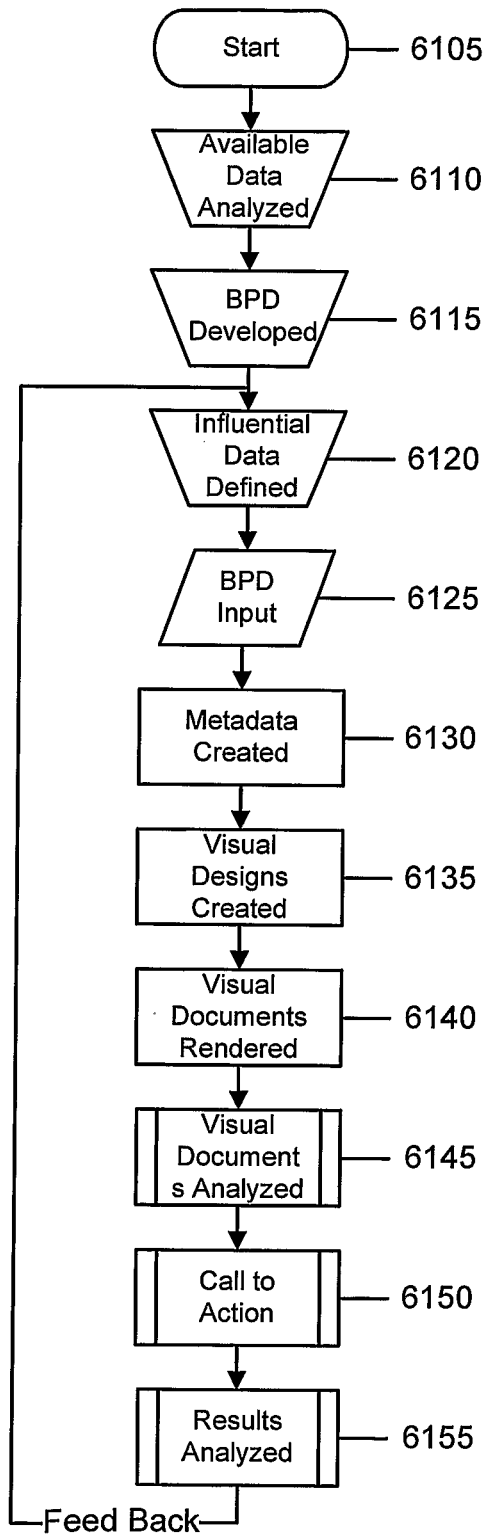 Start
6105
Available
Data
Analyzed
6110
BPD
Developed
6115
Influential
Data
Defined
6120
BPD
Input
6125
Metadata
Created
6130
Visual
Designs
Created
6135
Visual
Documents
Rendered
6140
Visual
Document
s Analyzed
6145
Call to
Action
6150
Results
Analyzed
6155
Feed Back